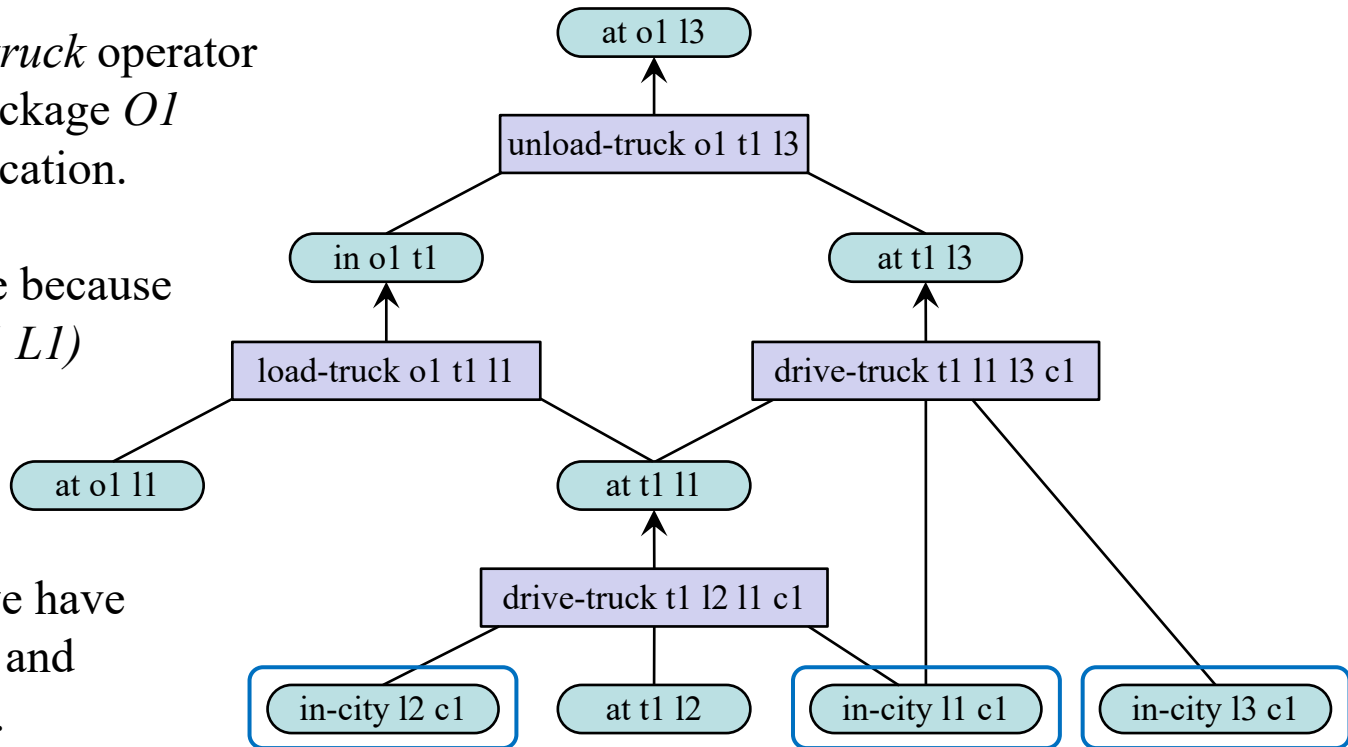 truck operator
ckage O1
cation.
e because
L1)
ve have
and
.
at o1 l3
unload-truck o1 t1 l3
in o1 t1
at t1 l3
load-truck o1 t1 l1
drive-truck t1 l1 l3 c1
at o1 l1
at t1 l1
drive-truck t1 l2 l1 c1
in-city l2 c1
at t1 l2
in-city l1 c1
in-city l3 c1